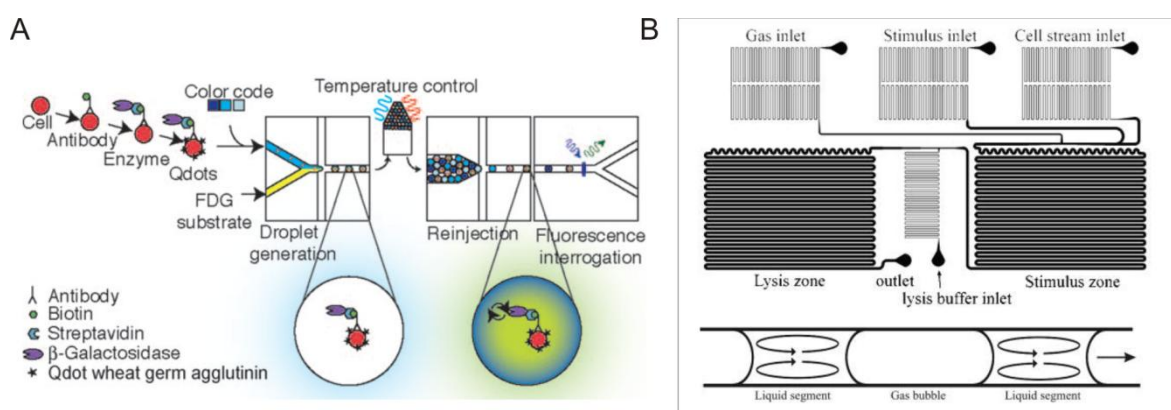 A
Color code
Temperature control
Cell
Antibody
Enzyme
Qdots
FDG
substrate
Droplet
generation
Reinjection
Fluorescence
interrogation
Antibody
Biotin
Streptavidin
β-Galactosidase
Qdot wheat germ agglutinin
B
Gas inlet
Stimulus inlet
Cell stream inlet
Lysis zone
outlet
lysis buffer inlet
Stimulus zone
Liquid segment
Gas bubble
Liquid segment